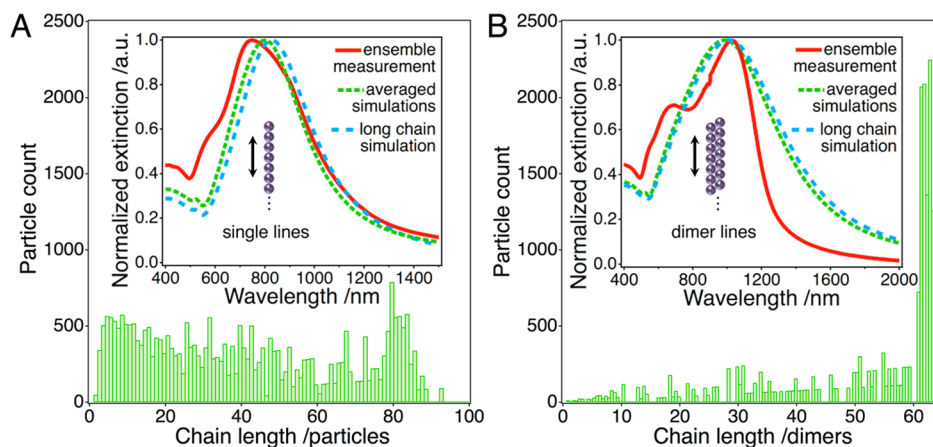 A
Particle count
2500
2000
1500
1000
500
0
0
20
40
60
80
100
Chain length /particles
Normalized extinction /a.u.
1.0
0.8
0.6
0.4
0.2
0.0
400
600
800
1000
1200
1400
Wavelength /nm
ensemble
measurement
averaged
simulations
long chain
simulation
single lines
B
Particle count
2500
2000
1500
1000
500
0
0
10
20
30
40
50
60
Chain length /dimers
Normalized extinction /a.u.
1.0
0.8
0.6
0.4
0.2
0.0
400
800
1200
1600
2000
Wavelength /nm
ensemble
measurement
averaged
simulations
long chain
simulation
dimer lines